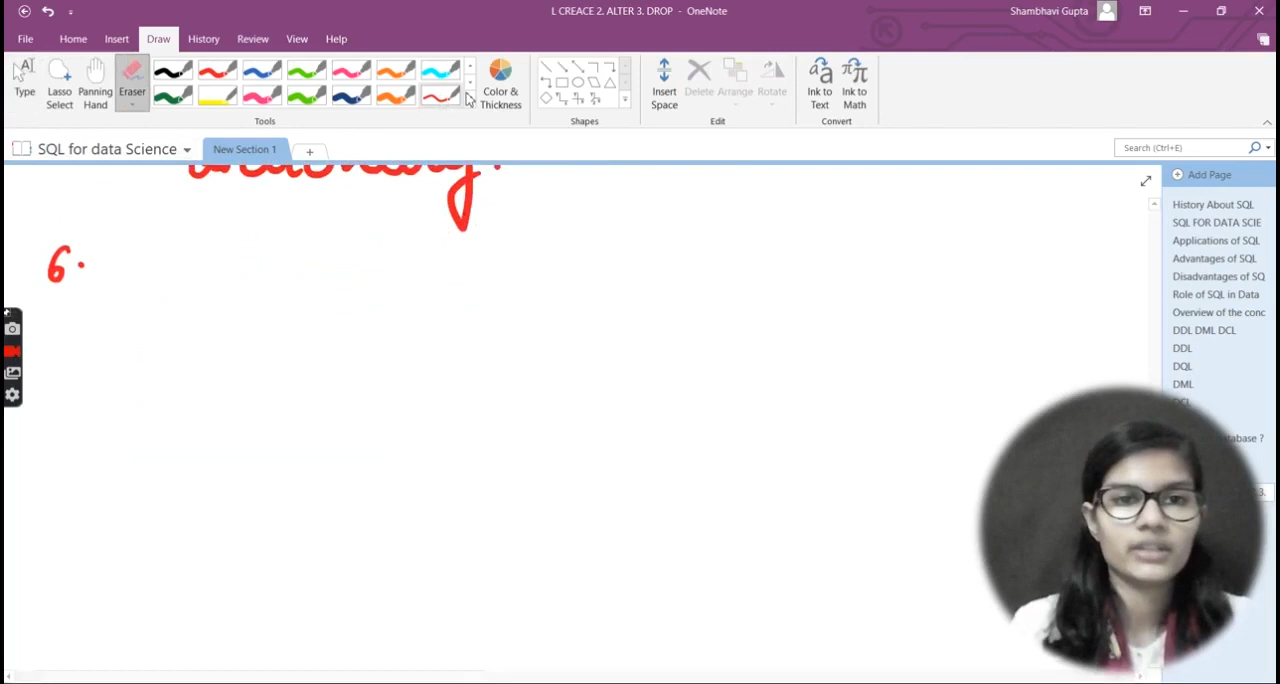 L CREACE 2. ALTER 3. DROP - OneNote
Shambhavi Gupta
File Home Insert Draw History Review View Help
Type
Lasso Select
Panning Hand
Eraser
Color & Thickness
Insert Space
Delete
Arrange
Rotate
Ink to Text
Ink to Math
Tools
Shapes
Edit
Convert
SQL for data Science
New Section 1
Search (Ctrl+E)
Add Page
6.
History About SQL
SQL FOR DATA SCIE
Applications of SQL
Advantages of SQL
Disadvantages of SQ
Role of SQL in Data
Overview of the conc
DDL DML DCL
DDL
DQL
DML
DCL
tabase ?
3.